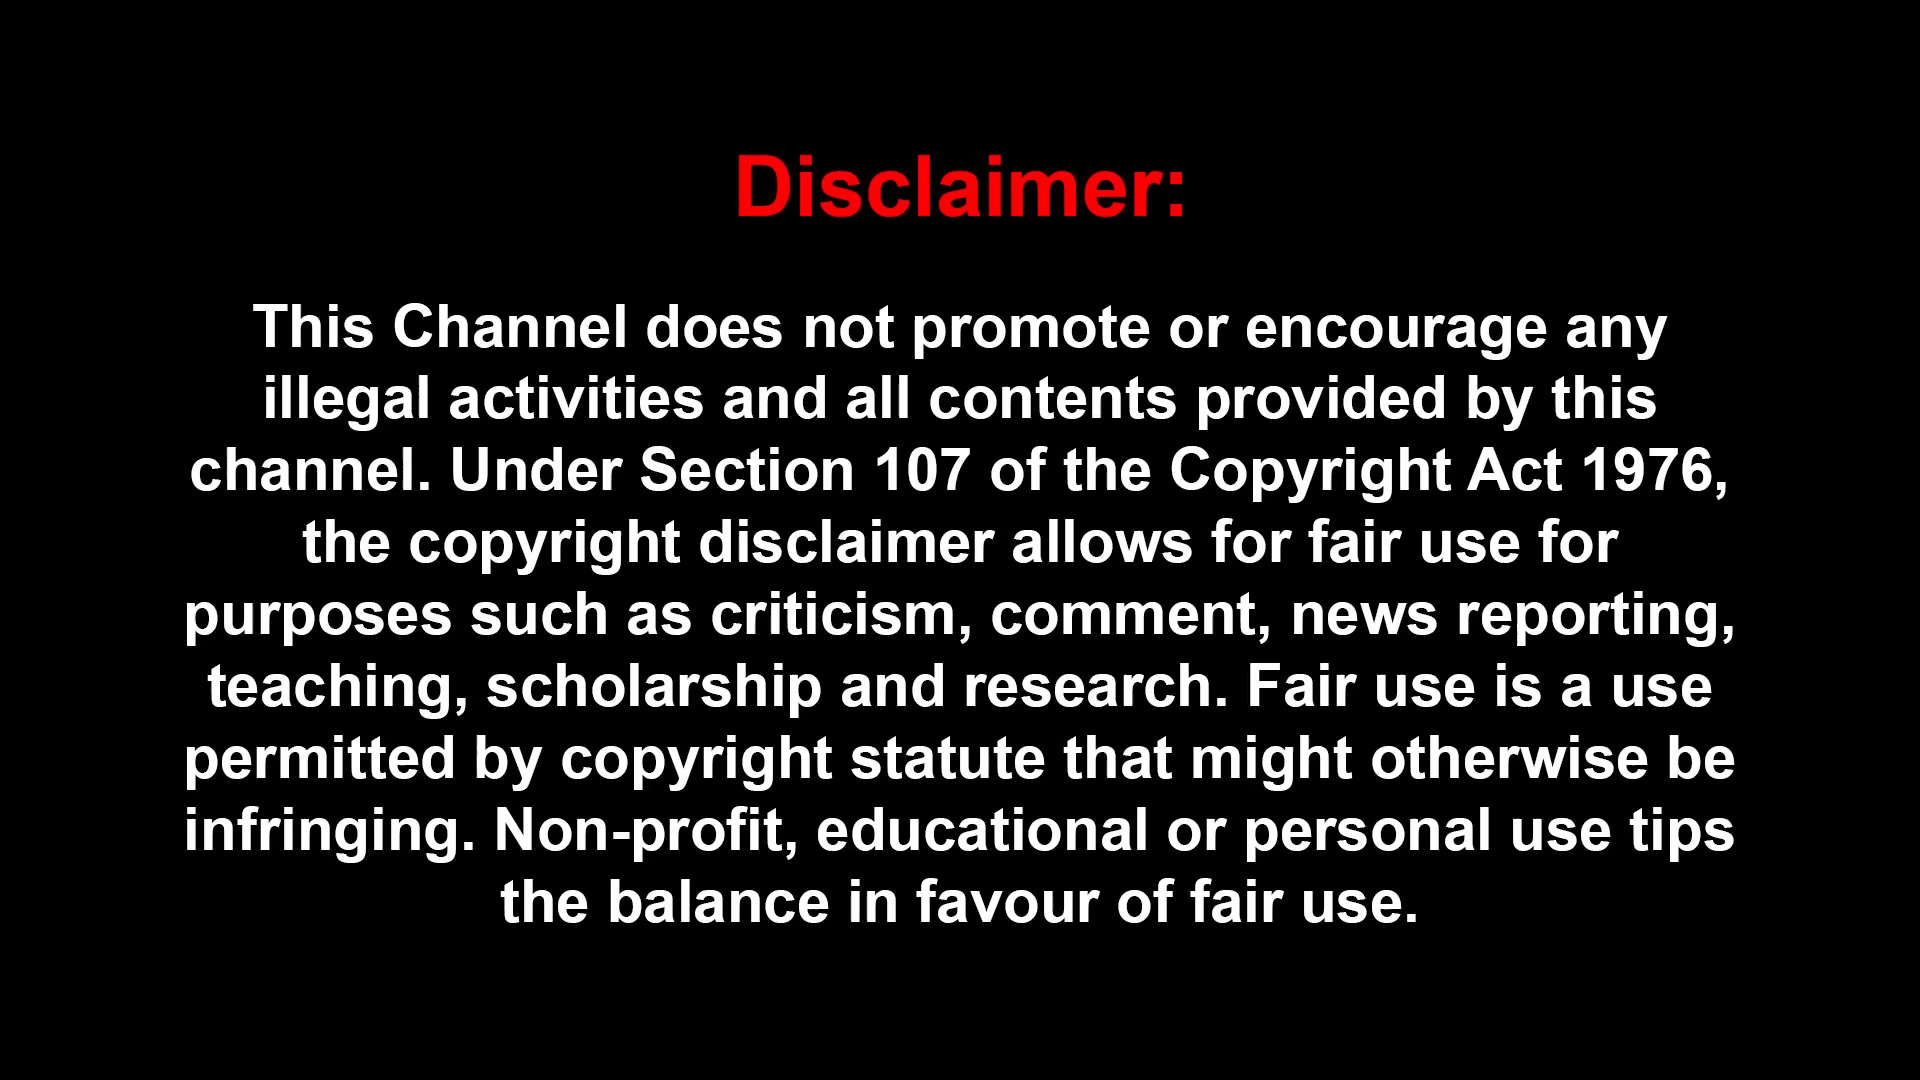 Disclaimer:
This Channel does not promote or encourage any
illegal activities and all contents provided by this
channel. Under Section 107 of the Copyright Act 1976,
the copyright disclaimer allows for fair use for
purposes such as criticism, comment, news reporting,
teaching, scholarship and research. Fair use is a use
permitted by copyright statute that might otherwise be
infringing. Non-profit, educational or personal use tips
the balance in favour of fair use.